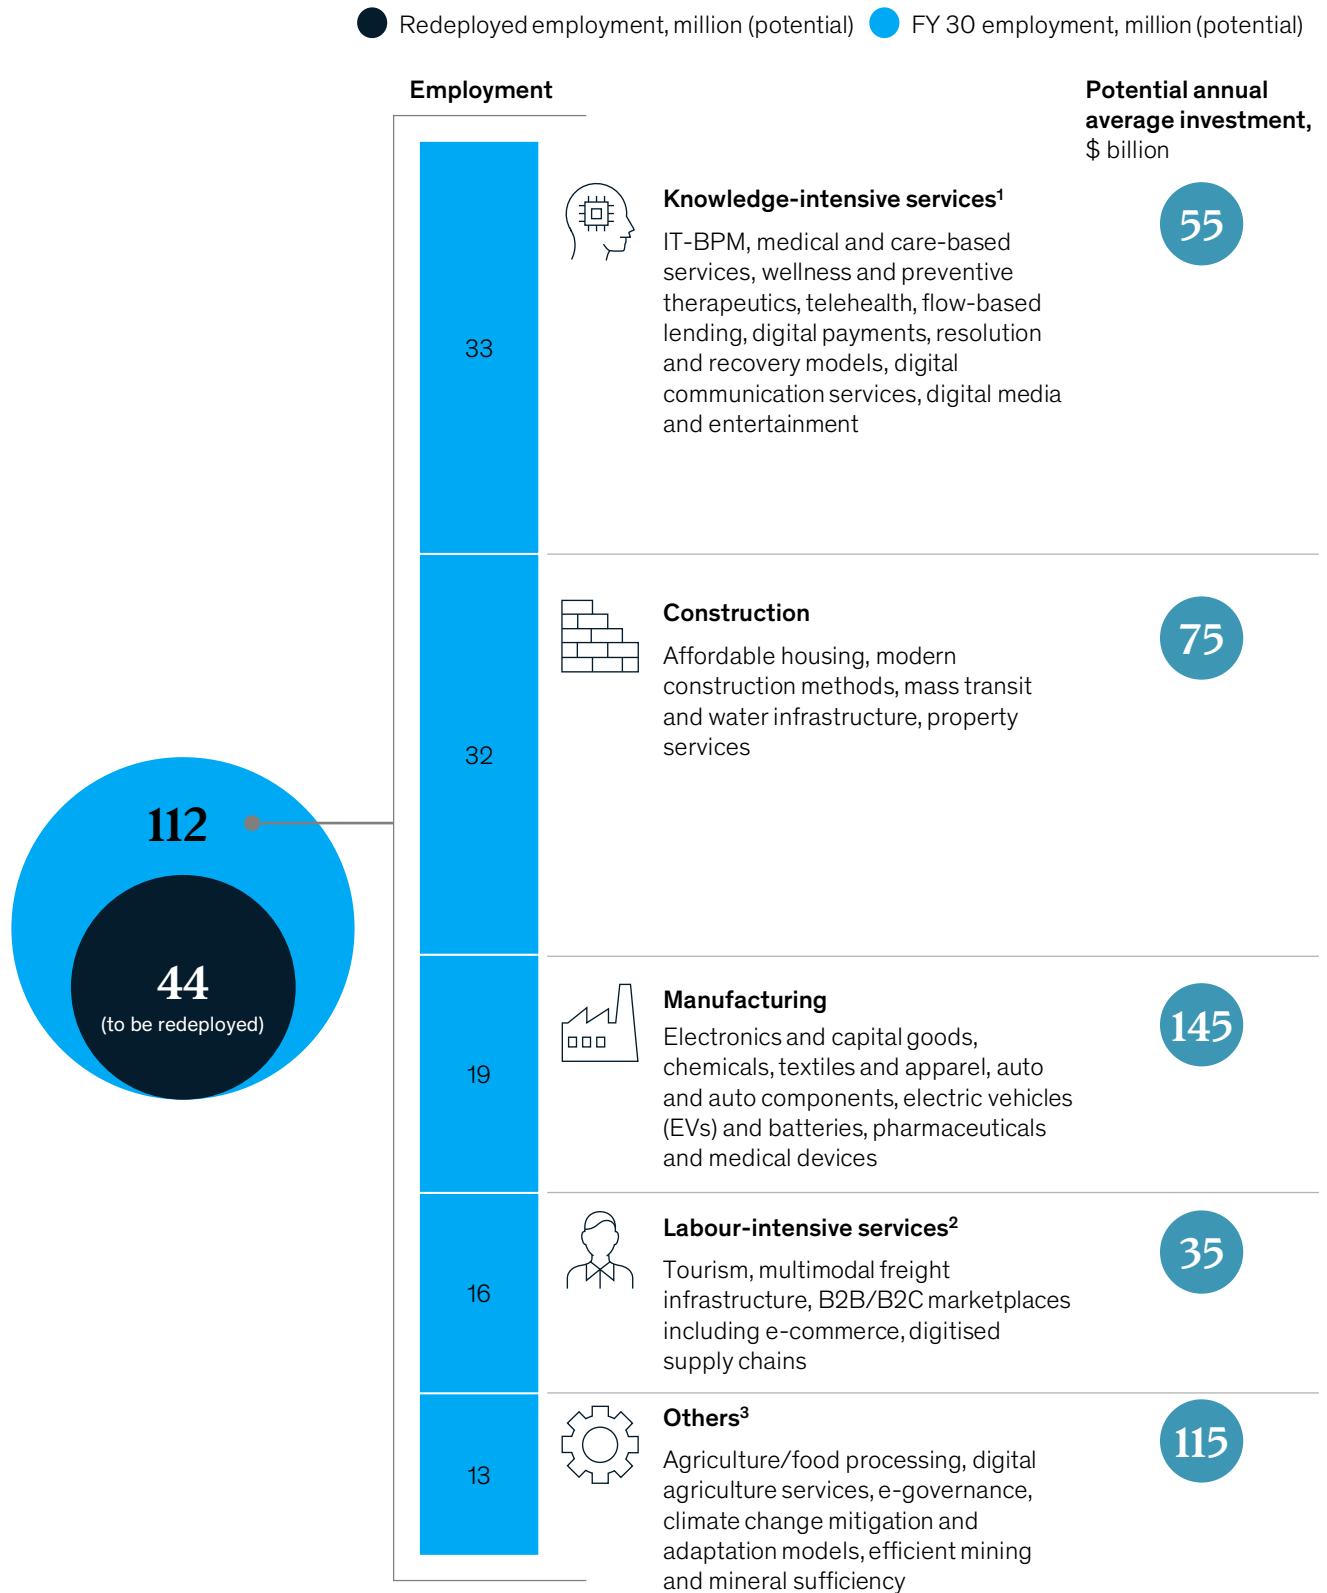 Redeployed employment, million (potential) FY 30 employment, million (potential)
Employment
Potential annual
average investment,
$ billion
33
Knowledge-intensive services¹
IT-BPM, medical and care-based
services, wellness and preventive
therapeutics, telehealth, flow-based
lending, digital payments, resolution
and recovery models, digital
communication services, digital media
and entertainment
55
32
Construction
Affordable housing, modern
construction methods, mass transit
and water infrastructure, property
services
75
112
44
(to be redeployed)
19
Manufacturing
Electronics and capital goods,
chemicals, textiles and apparel, auto
and auto components, electric vehicles
(EVs) and batteries, pharmaceuticals
and medical devices
145
16
Labour-intensive services²
Tourism, multimodal freight
infrastructure, B2B/B2C marketplaces
including e-commerce, digitised
supply chains
35
13
Others³
Agriculture/food processing, digital
agriculture services, e-governance,
climate change mitigation and
adaptation models, efficient mining
and mineral sufficiency
115